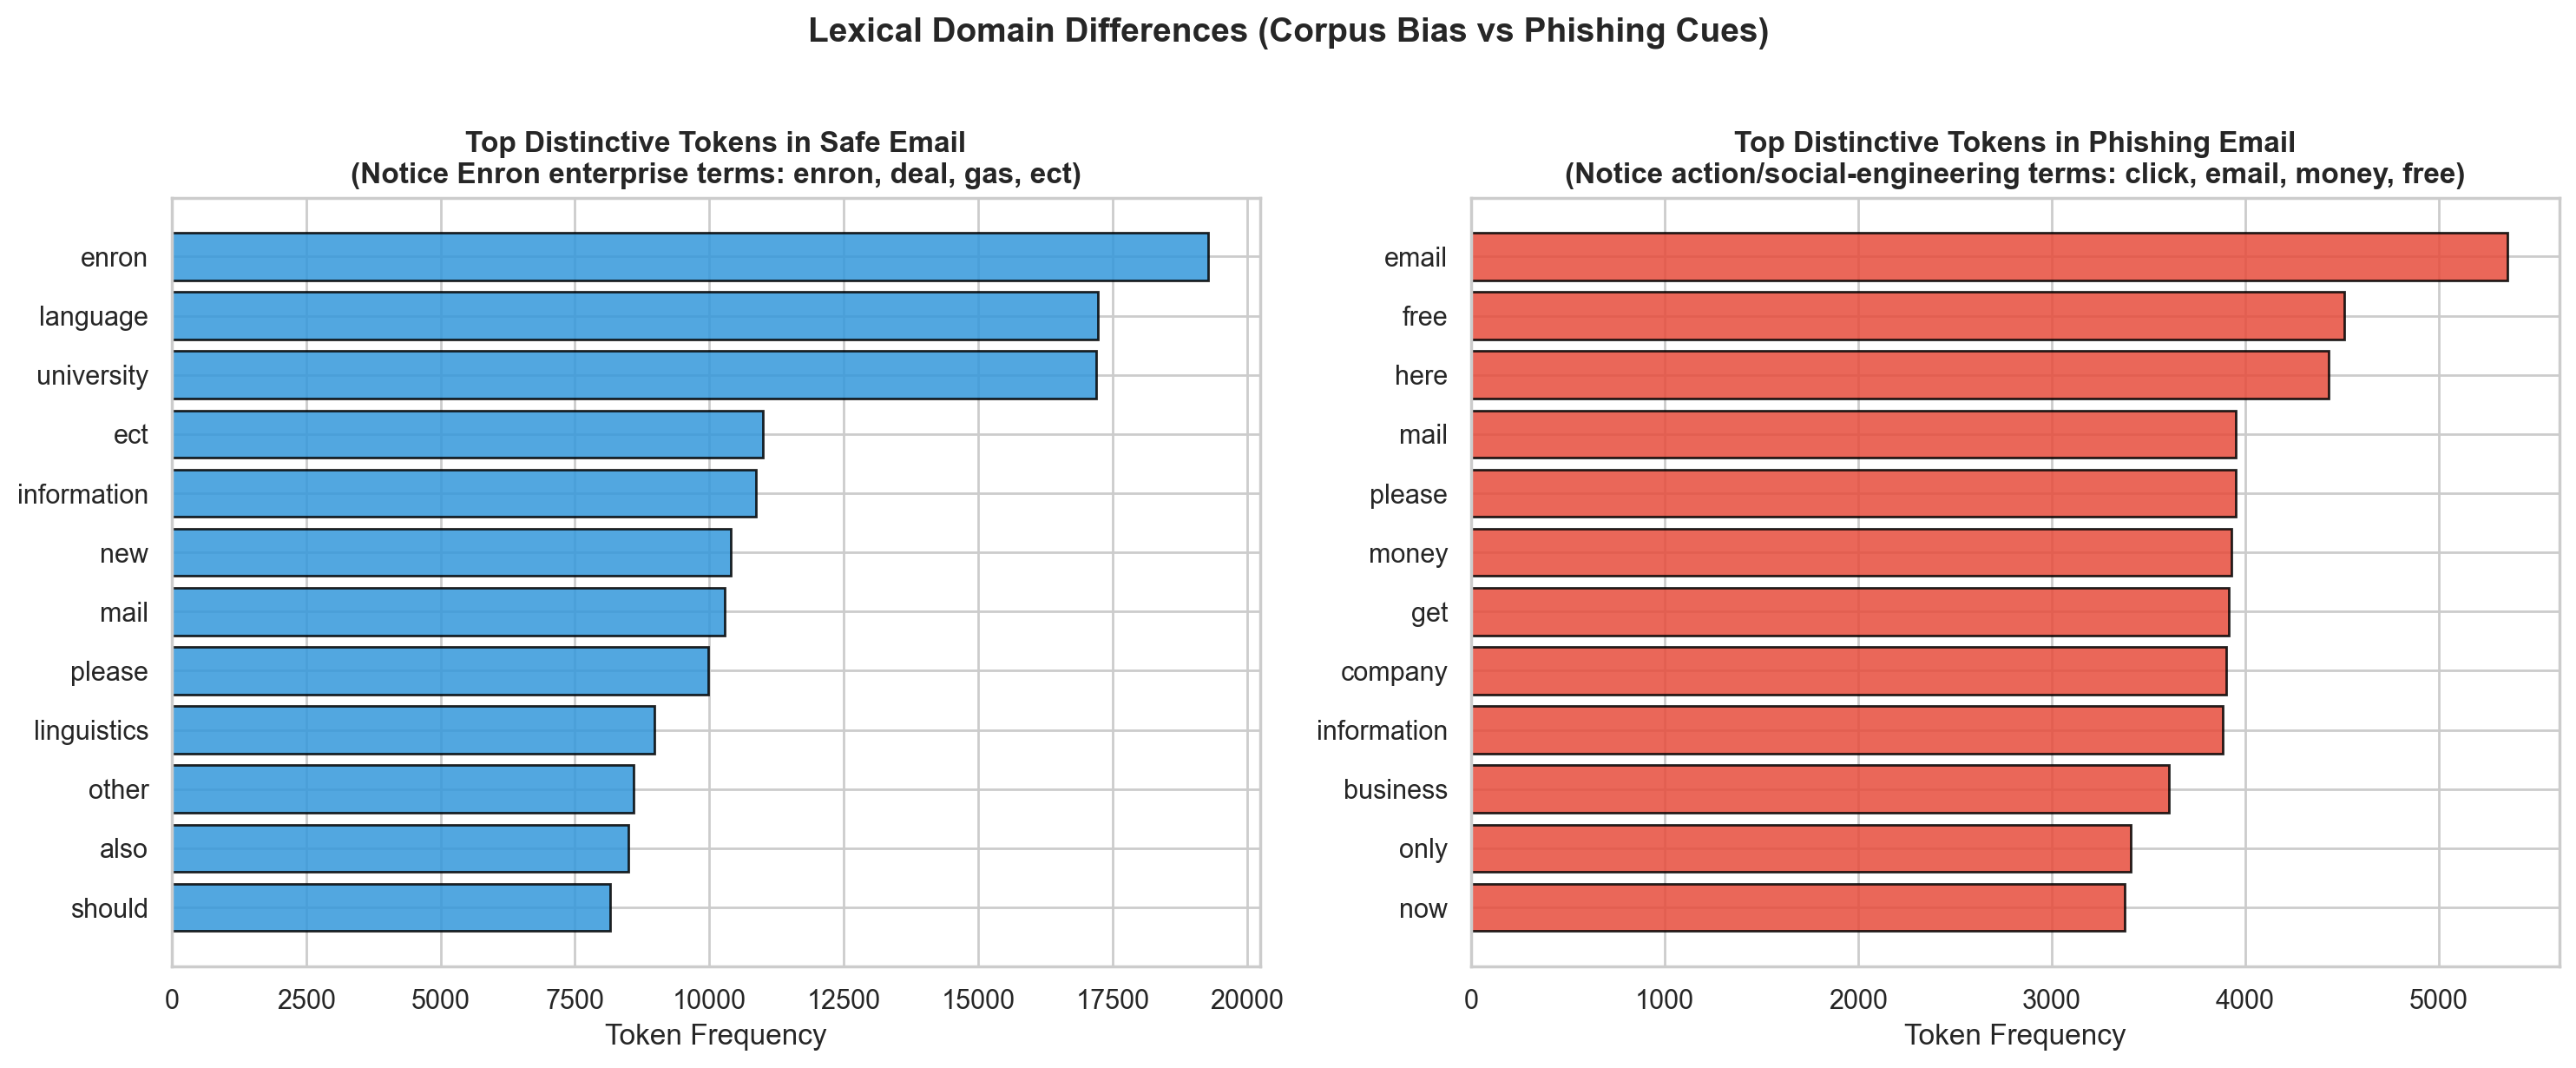 Lexical Domain Differences (Corpus Bias vs Phishing Cues)
Top Distinctive Tokens in Safe Email
(Notice Enron enterprise terms: enron, deal, gas, ect)
enron
language
university
ect
information
new
mail
please
linguistics
other
also
should
0 2500 5000 7500 10000 12500 15000 17500 20000
Token Frequency
Top Distinctive Tokens in Phishing Email
(Notice action/social-engineering terms: click, email, money, free)
email
free
here
mail
please
money
get
company
information
business
only
now
0 1000 2000 3000 4000 5000
Token Frequency